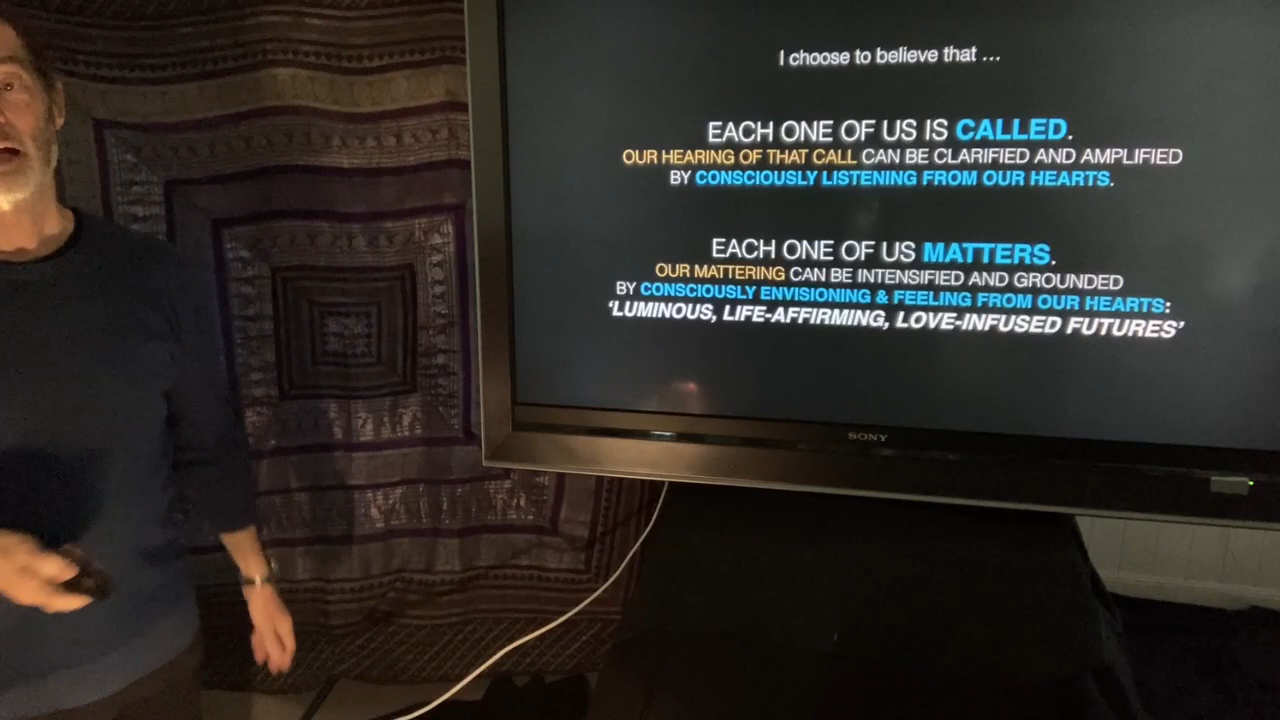 I choose to believe that ...
EACH ONE OF US IS CALLED.
OUR HEARING OF THAT CALL CAN BE CLARIFIED AND AMPLIFIED
BY CONSCIOUSLY LISTENING FROM OUR HEARTS.
EACH ONE OF US MATTERS.
OUR MATTERING CAN BE INTENSIFIED AND GROUNDED
BY CONSCIOUSLY ENVISIONING & FEELING FROM OUR HEARTS:
‘LUMINOUS, LIFE-AFFIRMING, LOVE-INFUSED FUTURES’
SONY